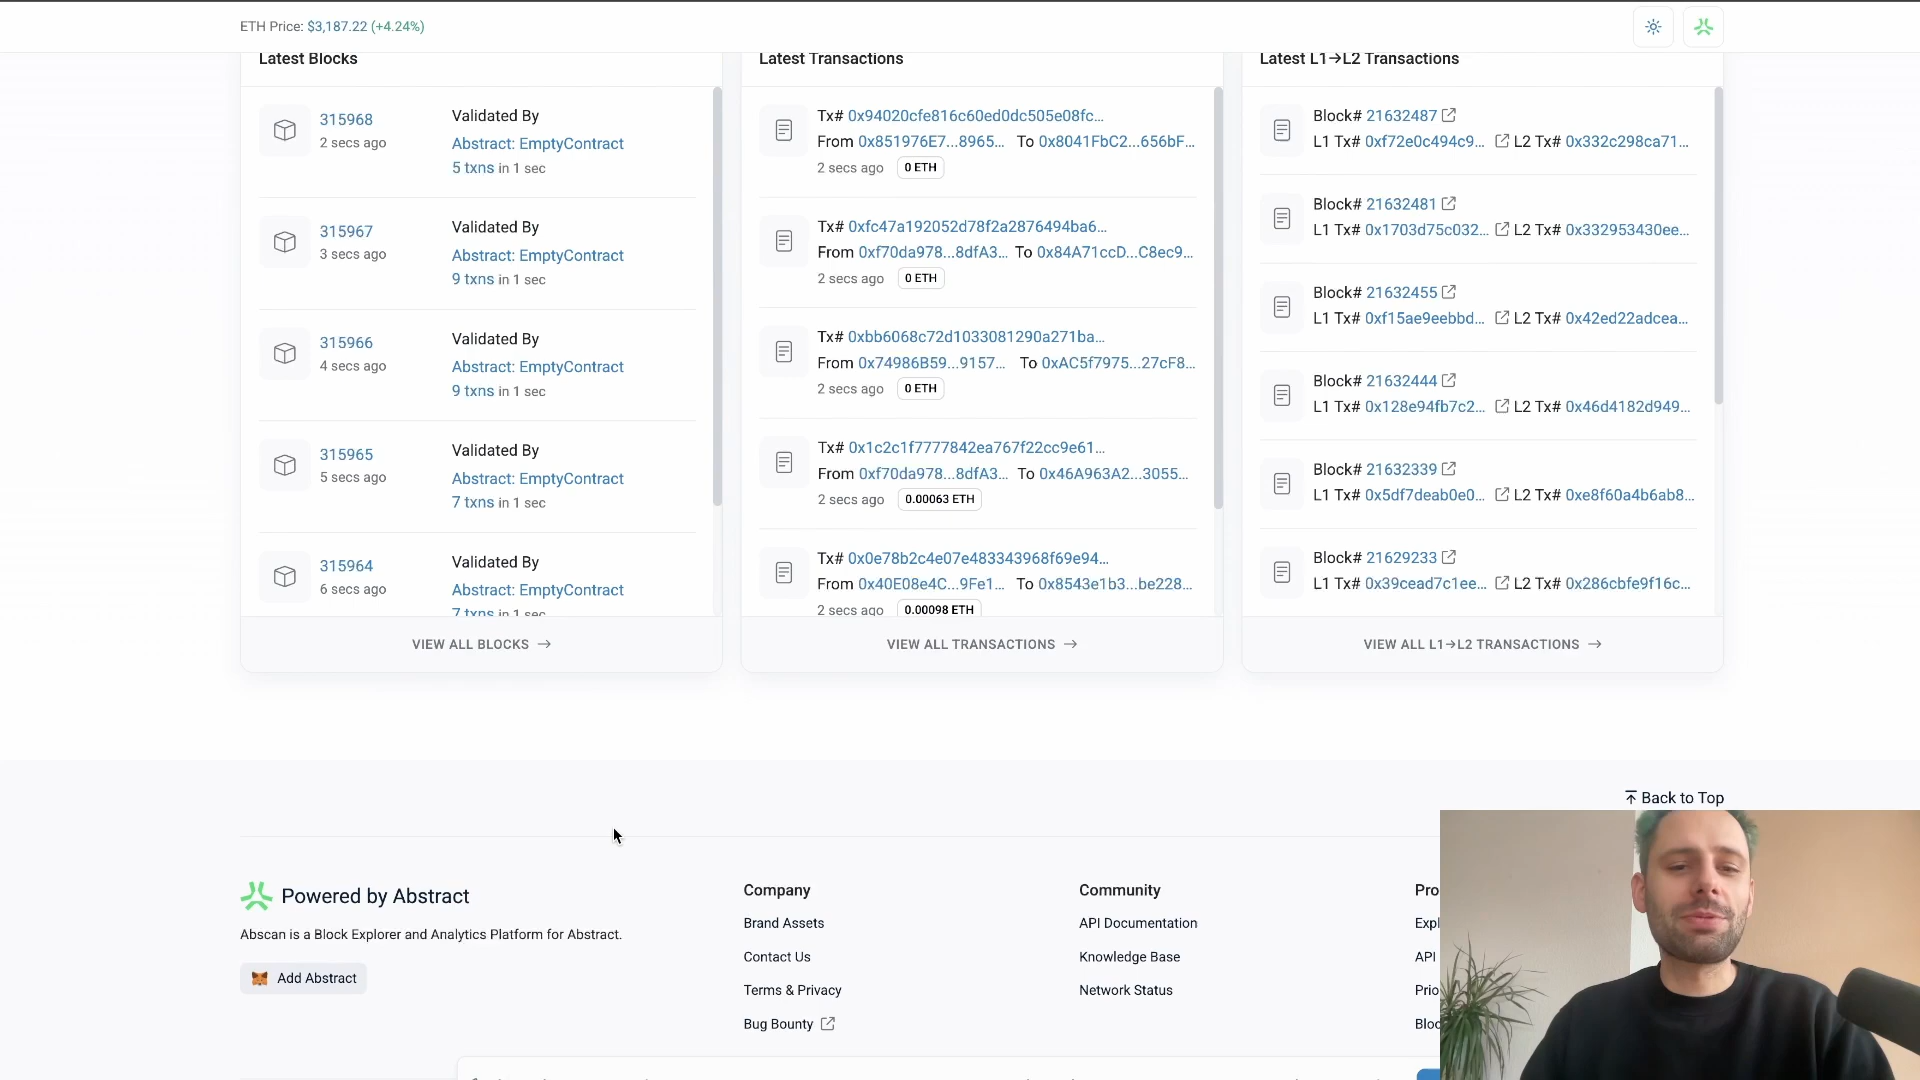 ETH Price: $3,187.22 (+4.24%)
Latest Blocks
315968
2 secs ago
Validated By
Abstract: EmptyContract
5 txns in 1 sec
315967
3 secs ago
Validated By
Abstract: EmptyContract
9 txns in 1 sec
315966
4 secs ago
Validated By
Abstract: EmptyContract
9 txns in 1 sec
315965
5 secs ago
Validated By
Abstract: EmptyContract
7 txns in 1 sec
315964
6 secs ago
Validated By
Abstract: EmptyContract
7 txns in 1 sec
VIEW ALL BLOCKS →
Latest Transactions
Tx# 0x94020cfe816c60ed0dc505e08fc...
From 0x851976E7...8965... To 0x8041FbC2...656bF...
2 secs ago 0 ETH
Tx# 0xfc47a192052d78f2a2876494ba6...
From 0xf70da978...8dfA3... To 0x84A71ccD...C8ec9...
2 secs ago 0 ETH
Tx# 0xbb6068c72d1033081290a271ba...
From 0x74986B59...9157... To 0xAC5f7975...27cF8...
2 secs ago 0 ETH
Tx# 0x1c2c1f7777842ea767f22cc9e61...
From 0xf70da978...8dfA3... To 0x46A963A2...3055...
2 secs ago 0.00063 ETH
Tx# 0x0e78b2c4e07e483343968f69e94...
From 0x40E08e4C...9Fe1... To 0x8543e1b3...be228...
2 secs ago 0.00098 ETH
VIEW ALL TRANSACTIONS →
Latest L1→L2 Transactions
Block# 21632487
L1 Tx# 0xf72e0c494c9... L2 Tx# 0x332c298ca71...
Block# 21632481
L1 Tx# 0x1703d75c032... L2 Tx# 0x332953430ee...
Block# 21632455
L1 Tx# 0xf15ae9eebbd... L2 Tx# 0x42ed22adcea...
Block# 21632444
L1 Tx# 0x128e94fb7c2... L2 Tx# 0x46d4182d949...
Block# 21632339
L1 Tx# 0x5df7deab0e0... L2 Tx# 0xe8f60a4b6ab8...
Block# 21629233
L1 Tx# 0x39cead7c1ee... L2 Tx# 0x286cbfe9f16c...
VIEW ALL L1→L2 TRANSACTIONS →
Back to Top
Powered by Abstract
Abscan is a Block Explorer and Analytics Platform for Abstract.
Add Abstract
Company
Brand Assets
Contact Us
Terms & Privacy
Bug Bounty
Community
API Documentation
Knowledge Base
Network Status
Pro
Expl
API
Prio
Bloc